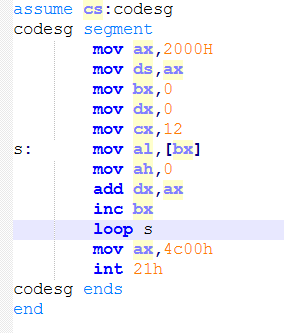 assume cs:codesg
codesg segment
mov ax,2000H
mov ds,ax
mov bx,0
mov dx,0
mov cx,12
s: mov al,[bx]
mov ah,0
add dx,ax
inc bx
loop s
mov ax,4c00h
int 21h
codesg ends
end